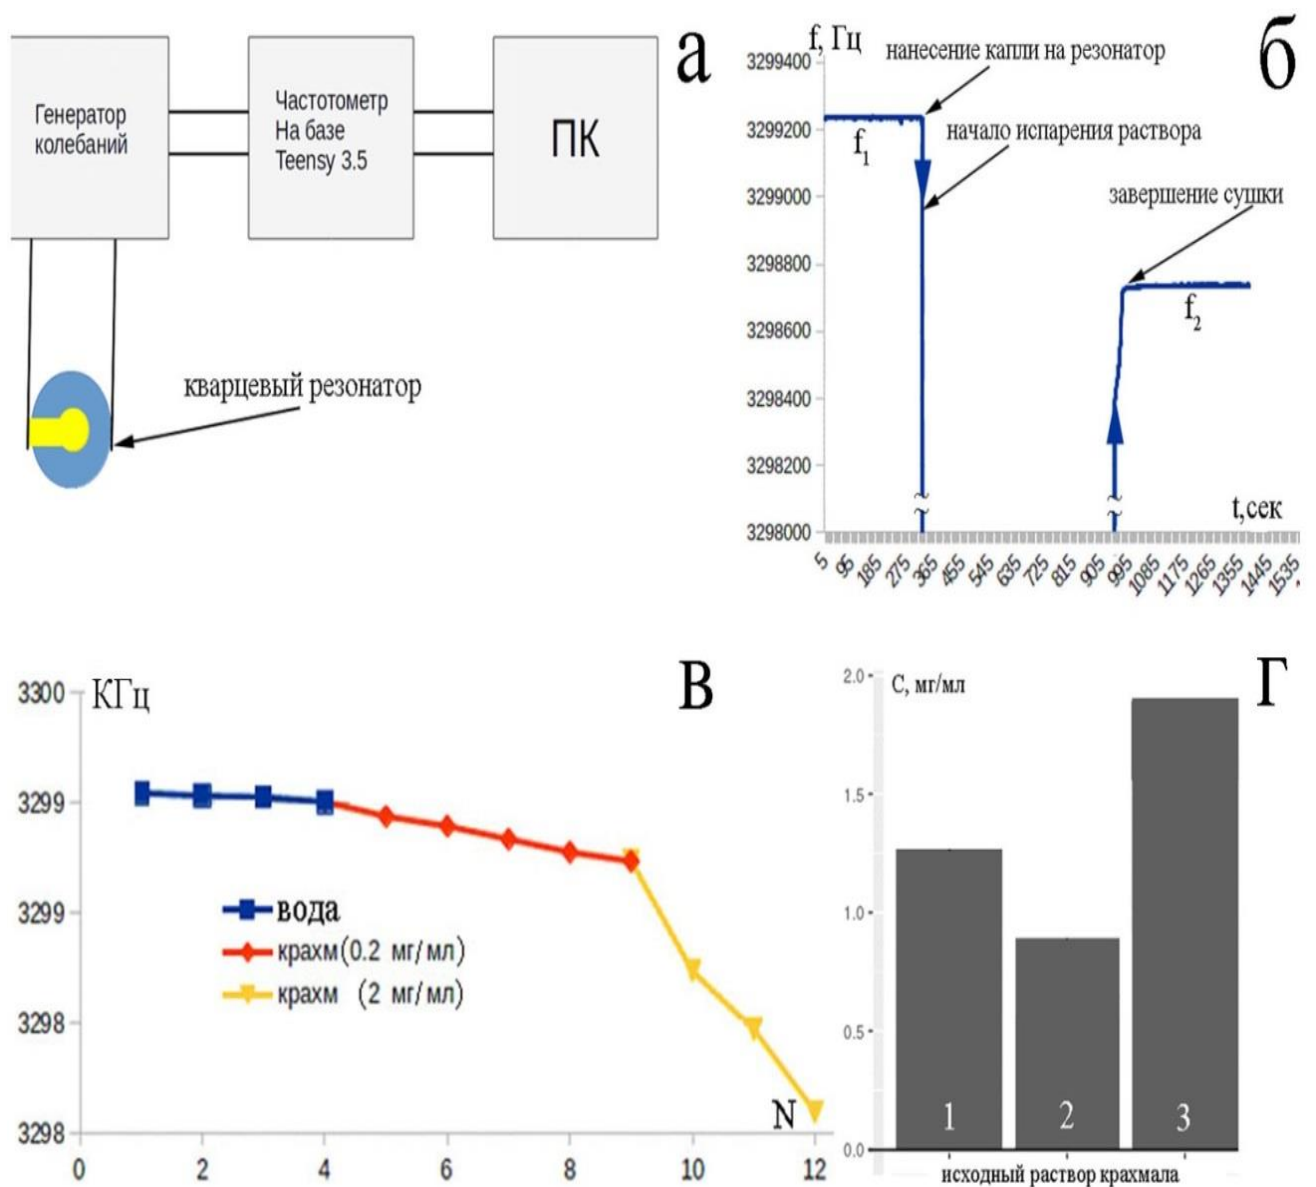 а
Генератор
колебаний
Частотометр
На базе
Teensy 3.5
ПК
кварцевый резонатор
б
f, Гц
нанесение капли на резонатор
начало испарения раствора
завершение сушки
f1
f2
t,сек
3299400
3299200
3299000
3298800
3298600
3298400
3298200
3298000
5 95 185 275 365 455 545 635 725 815 905 995 1085 1175 1265 1355 1445 1535
В
КГц
3300
3299
3299
3298
3298
вода
крахм(0.2 мг/мл)
крахм (2 мг/мл)
N
0 2 4 6 8 10 12
Г
С, мг/мл
2.0
1.5
1.0
0.5
0.0
1 2 3
исходный раствор крахмала